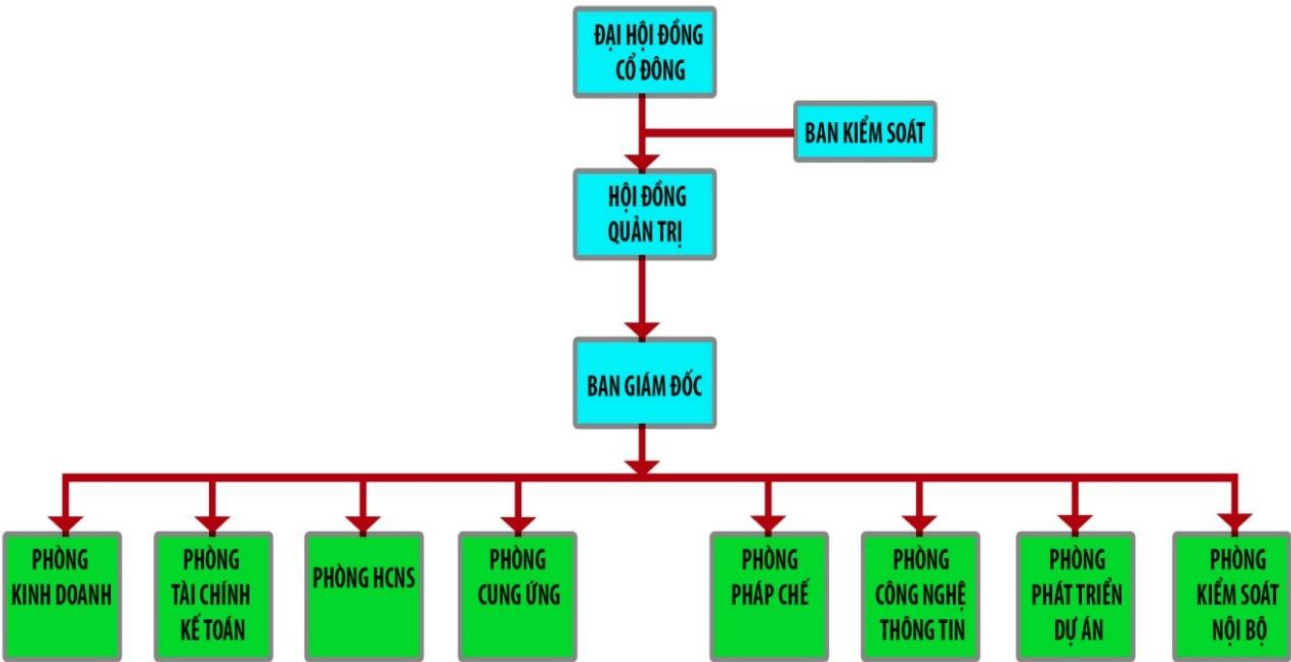 ĐẠI HỘI ĐỒNG
CỔ ĐÔNG
BAN KIỂM SOÁT
HỘI ĐỒNG
QUẢN TRỊ
BAN GIÁM ĐỐC
PHÒNG
KINH DOANH
PHÒNG
TÀI CHÍNH
KẾ TOÁN
PHÒNG HCNS
PHÒNG
CUNG ỨNG
PHÒNG
PHÁP CHẾ
PHÒNG
CÔNG NGHỆ
THÔNG TIN
PHÒNG
PHÁT TRIỂN
DỰ ÁN
PHÒNG
KIỂM SOÁT
NỘI BỘ